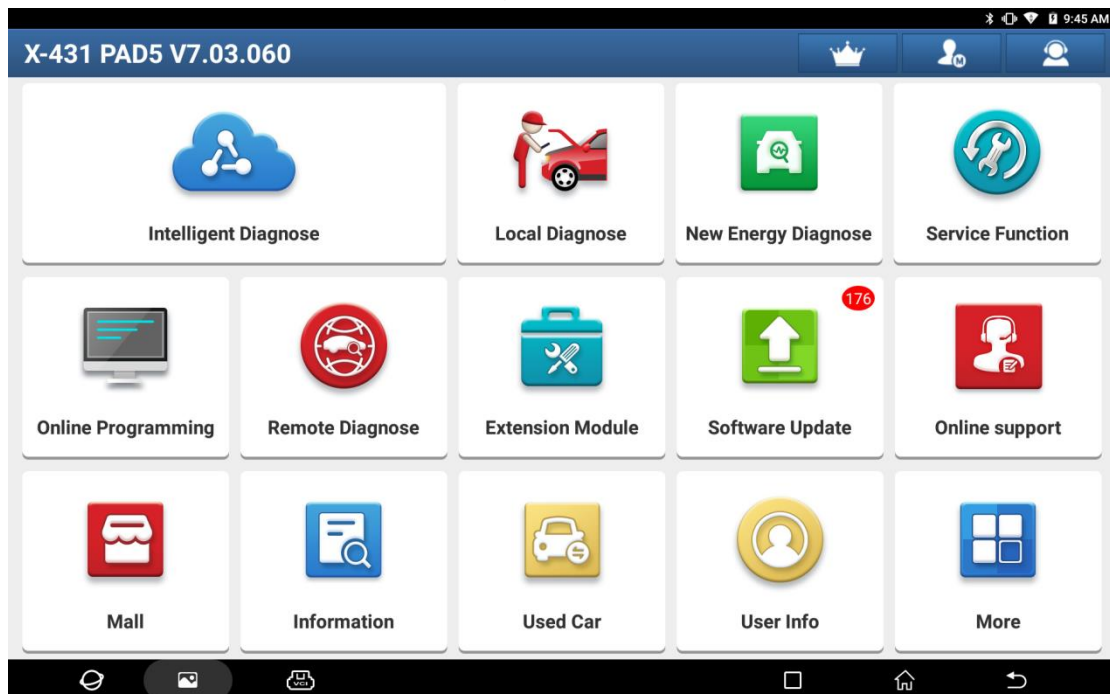 9:45 AM
X-431 PAD5 V7.03.060
M
Intelligent Diagnose
Local Diagnose
New Energy Diagnose
Service Function
176
Online Programming
Remote Diagnose
Extension Module
Software Update
Online support
Mall
Information
Used Car
User Info
More
VCI